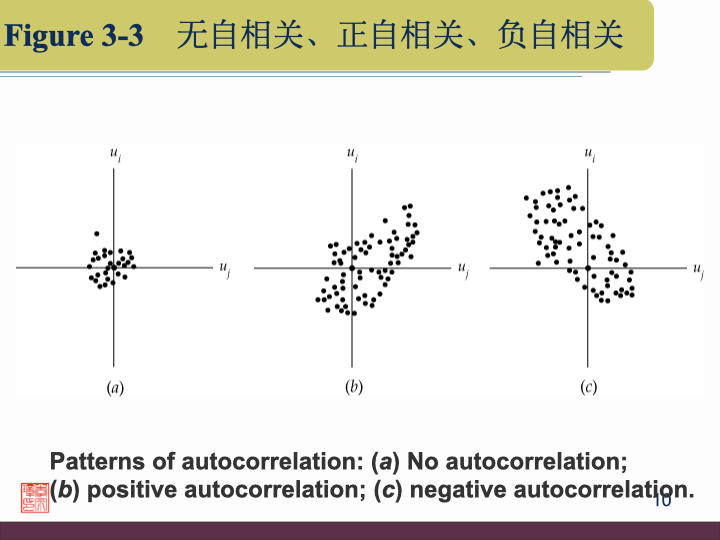 Figure 3-3 无自相关、正自相关、负自相关
u_i u_i u_i
u_j u_j u_j
(a) (b) (c)
Patterns of autocorrelation: (a) No autocorrelation;
(b) positive autocorrelation; (c) negative autocorrelation.
10